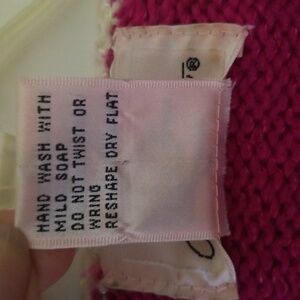 HAND WASH WITH
MILD SOAP
DO NOT TWIST OR
WRING
RESHAPE DRY FLAT
®